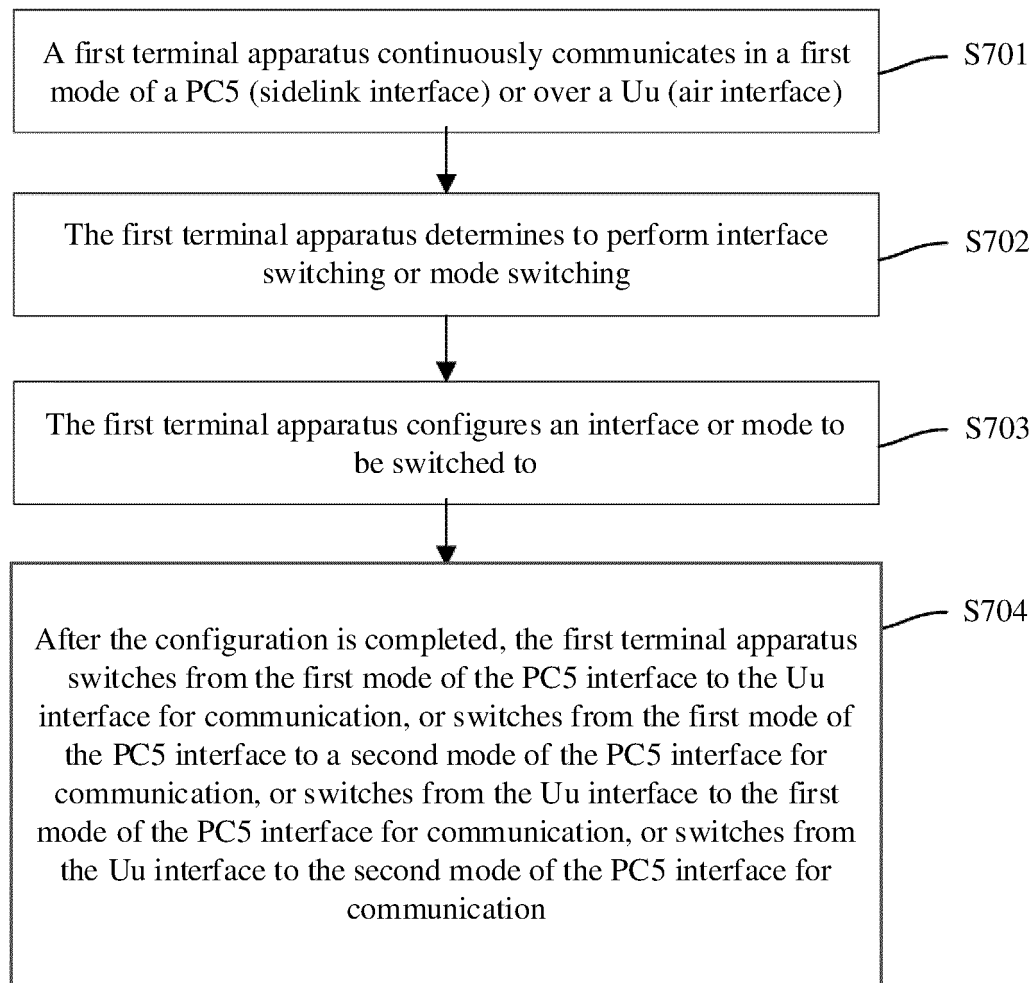 A first terminal apparatus continuously communicates in a first
mode of a PC5 (sidelink interface) or over a Uu (air interface)
S701
The first terminal apparatus determines to perform interface
switching or mode switching
S702
The first terminal apparatus configures an interface or mode to
be switched to
S703
After the configuration is completed, the first terminal apparatus
switches from the first mode of the PC5 interface to the Uu
interface for communication, or switches from the first mode of
the PC5 interface to a second mode of the PC5 interface for
communication, or switches from the Uu interface to the first
mode of the PC5 interface for communication, or switches from
the Uu interface to the second mode of the PC5 interface for
communication
S704